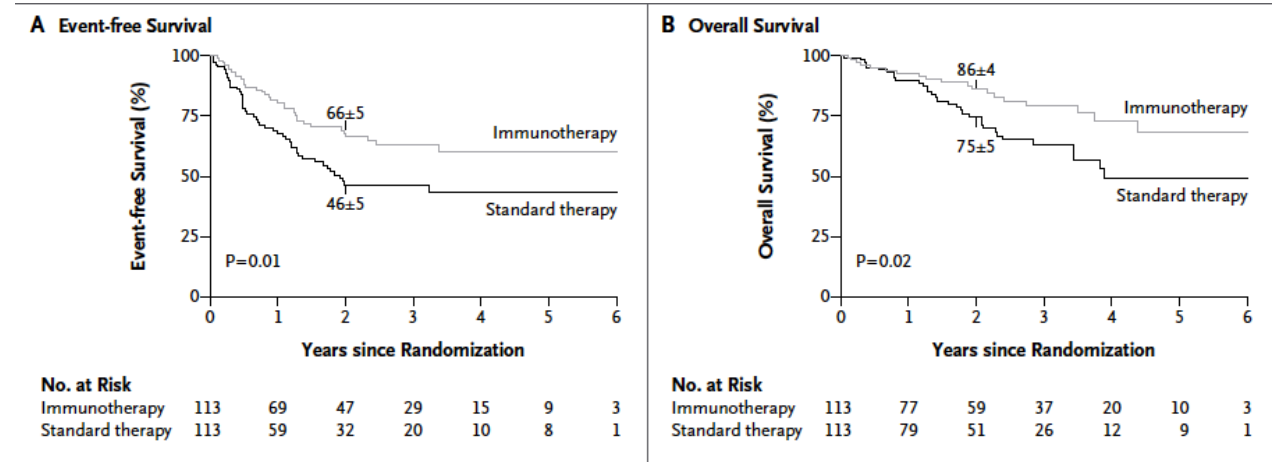 A Event-free Survival
100
75
50
25
0
Event-free Survival (%)
66±5
46±5
Immunotherapy
Standard therapy
P=0.01
0 1 2 3 4 5 6
Years since Randomization
No. at Risk
Immunotherapy 113 69 47 29 15 9 3
Standard therapy 113 59 32 20 10 8 1
B Overall Survival
100
75
50
25
0
Overall Survival (%)
86±4
75±5
Immunotherapy
Standard therapy
P=0.02
0 1 2 3 4 5 6
Years since Randomization
No. at Risk
Immunotherapy 113 77 59 37 20 10 3
Standard therapy 113 79 51 26 12 9 1